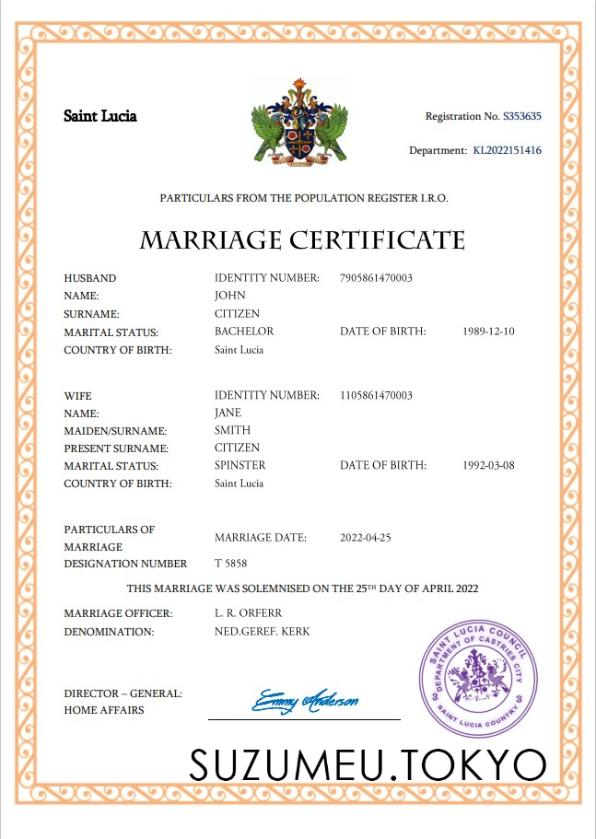 Saint Lucia
Registration No. S353635
Department: KL2022151416
PARTICULARS FROM THE POPULATION REGISTER I.R.O.
MARRIAGE CERTIFICATE
HUSBAND IDENTITY NUMBER: 7905861470003
NAME: JOHN
SURNAME: CITIZEN
MARITAL STATUS: BACHELOR DATE OF BIRTH: 1989-12-10
COUNTRY OF BIRTH: Saint Lucia
WIFE IDENTITY NUMBER: 1105861470003
NAME: JANE
MAIDEN/SURNAME: SMITH
PRESENT SURNAME: CITIZEN
MARITAL STATUS: SPINSTER DATE OF BIRTH: 1992-03-08
COUNTRY OF BIRTH: Saint Lucia
PARTICULARS OF
MARRIAGE MARRIAGE DATE: 2022-04-25
DESIGNATION NUMBER T 5858
THIS MARRIAGE WAS SOLEMNISED ON THE 25TH DAY OF APRIL 2022
MARRIAGE OFFICER: L. R. ORFERR
DENOMINATION: NED.GEREF. KERK
SAINT LUCIA COUNCIL
DEPARTMENT OF CASTRIES CITY
3 3
SAINT LUCIA COUNTRY
DIRECTOR – GENERAL:
HOME AFFAIRS
Emmy Anderson
SUZUMEU.TOKYO